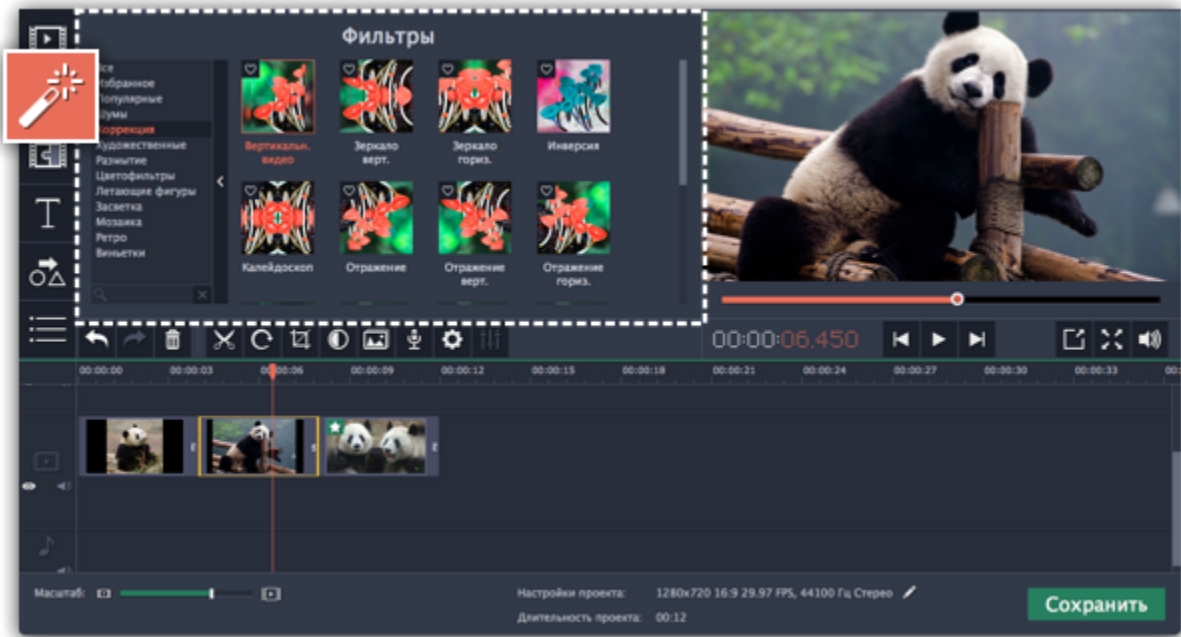 Фильтры
Все
Избранное
Популярные
Шумы
Коррекция
Художественные
Размытие
Цветофильтры
Летающие фигуры
Засветка
Мозаика
Ретро
Виньетки
Вертикальн.
видео
Зеркало
верт.
Зеркало
гориз.
Инверсия
Калейдоскоп
Отражение
Отражение
верт.
Отражение
гориз.
00:00:06.450
00:00:00 00:00:03 00:00:06 00:00:09 00:00:12 00:00:15 00:00:18 00:00:21 00:00:24 00:00:27 00:00:30 00:00:33 00:
Масштаб:
Настройки проекта: 1280x720 16:9 29.97 FPS, 44100 Гц Стерео
Длительность проекта: 00:12
Сохранить